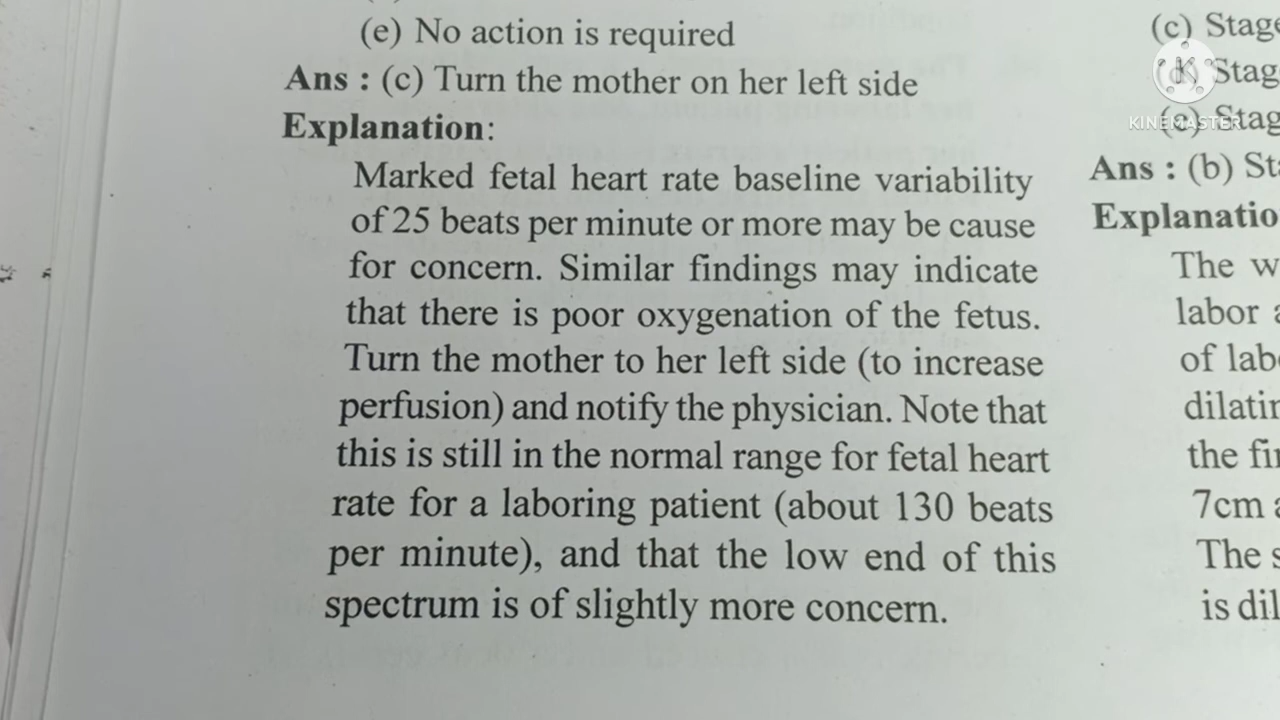 (e) No action is required
Ans : (c) Turn the mother on her left side
Explanation:
Marked fetal heart rate baseline variability
of 25 beats per minute or more may be cause
for concern. Similar findings may indicate
that there is poor oxygenation of the fetus.
Turn the mother to her left side (to increase
perfusion) and notify the physician. Note that
this is still in the normal range for fetal heart
rate for a laboring patient (about 130 beats
per minute), and that the low end of this
spectrum is of slightly more concern.
(c) Stage
(d) Stag
(e) Stag
Ans : (b) St
Explanatio
The w
labor
of lab
dilatin
the fi
7cm
The s
is dil
KINEMASTER